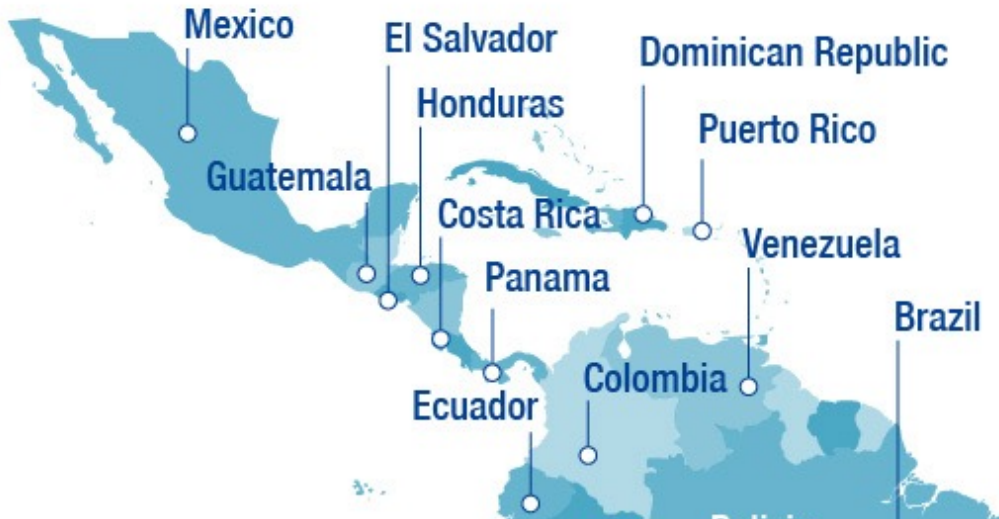 Mexico
El Salvador
Dominican Republic
Honduras
Puerto Rico
Guatemala
Costa Rica
Venezuela
Panama
Brazil
Colombia
Ecuador